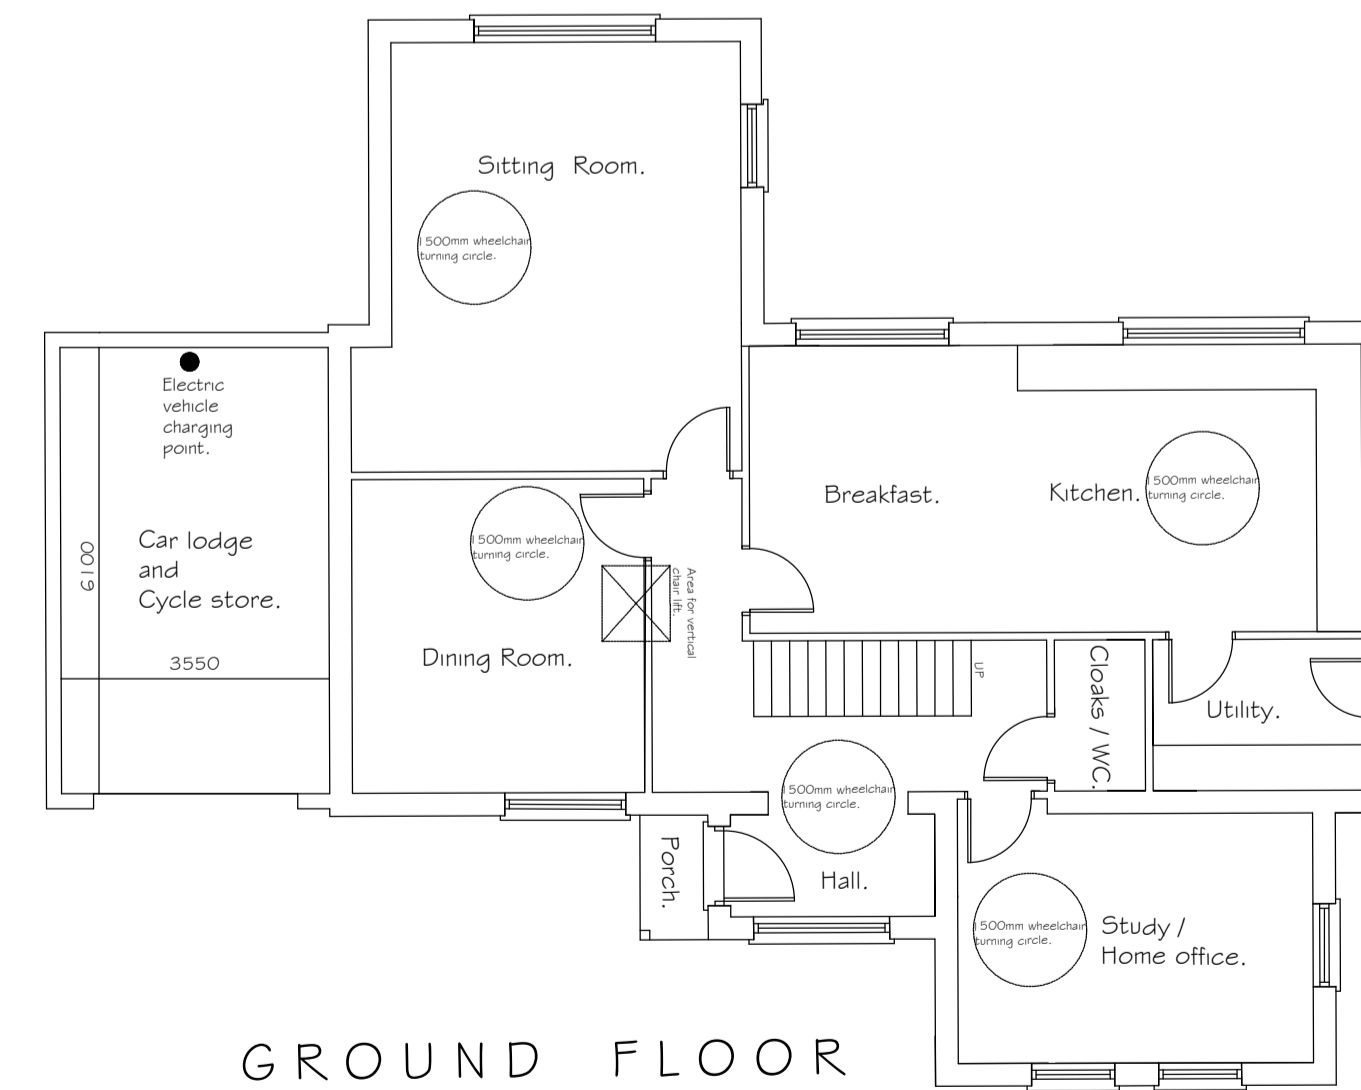 Sitting Room.
1500mm wheelchair
turning circle.
Electric
vehicle
charging
point.
Car lodge
and
Cycle store.
6100
3550
1500mm wheelchair
turning circle.
Dining Room.
Area for vertical
chair lift.
Breakfast.
Kitchen.
1500mm wheelchair
turning circle.
UP
Cloaks / WC.
Utility.
1500mm wheelchair
turning circle.
Porch.
Hall.
1500mm wheelchair
turning circle.
Study /
Home office.
GROUND FLOOR